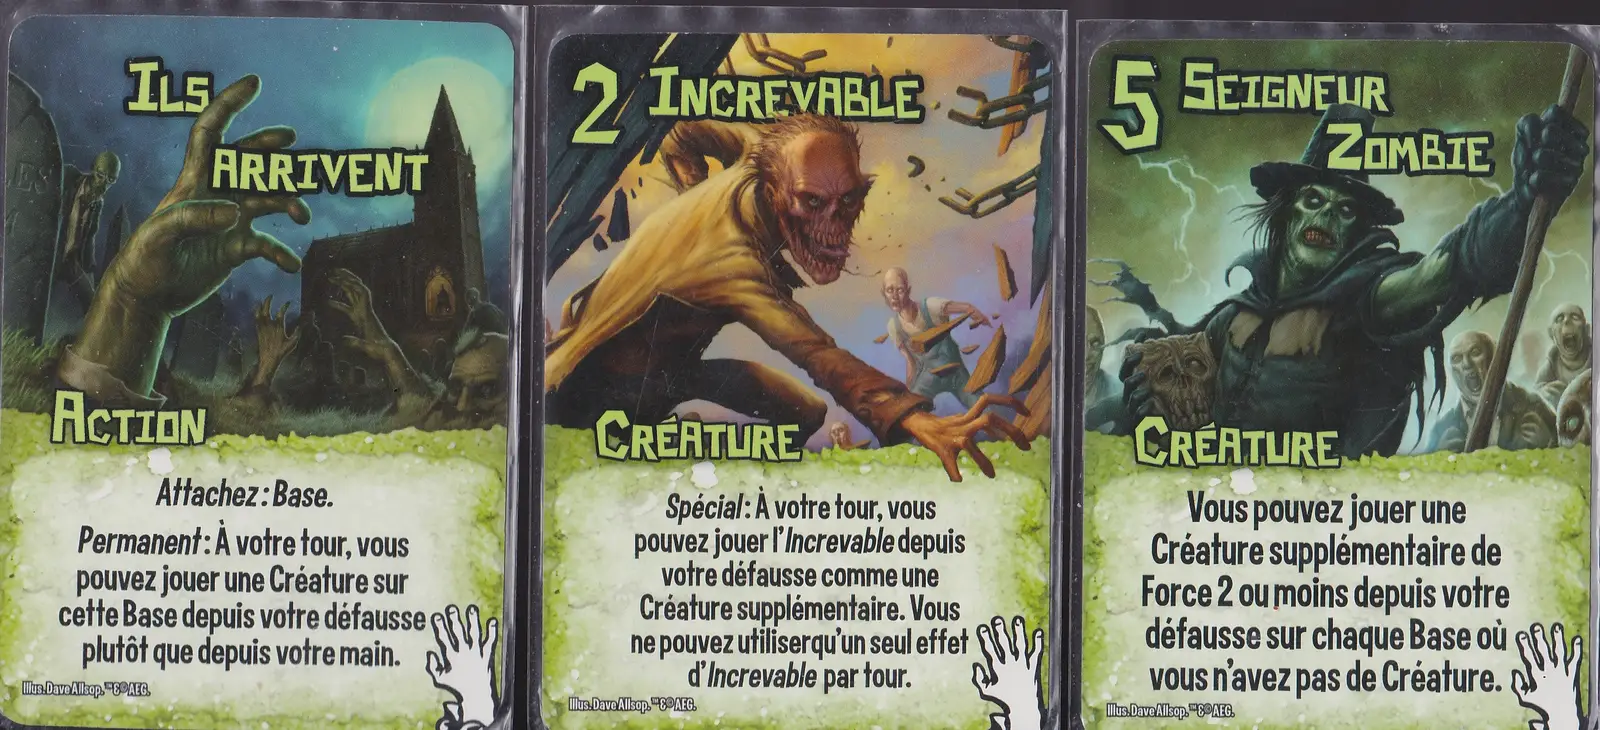 Ils
arrivent
Action
Attachez : Base.
Permanent : À votre tour, vous
pouvez jouer une Créature sur
cette Base depuis votre défausse
plutôt que depuis votre main.
Illus. Dave Allsop. ™&©AEG.
2 Increvable
Créature
Spécial : À votre tour, vous
pouvez jouer l'Increvable depuis
votre défausse comme une
Créature supplémentaire. Vous
ne pouvez utiliserqu'un seul effet
d'Increvable par tour.
Illus. Dave Allsop. ™&©AEG.
5 Seigneur
Zombie
Créature
Vous pouvez jouer une
Créature supplémentaire de
Force 2 ou moins depuis votre
défausse sur chaque Base où
vous n'avez pas de Créature.
Illus. Dave Allsop. ™&©AEG.